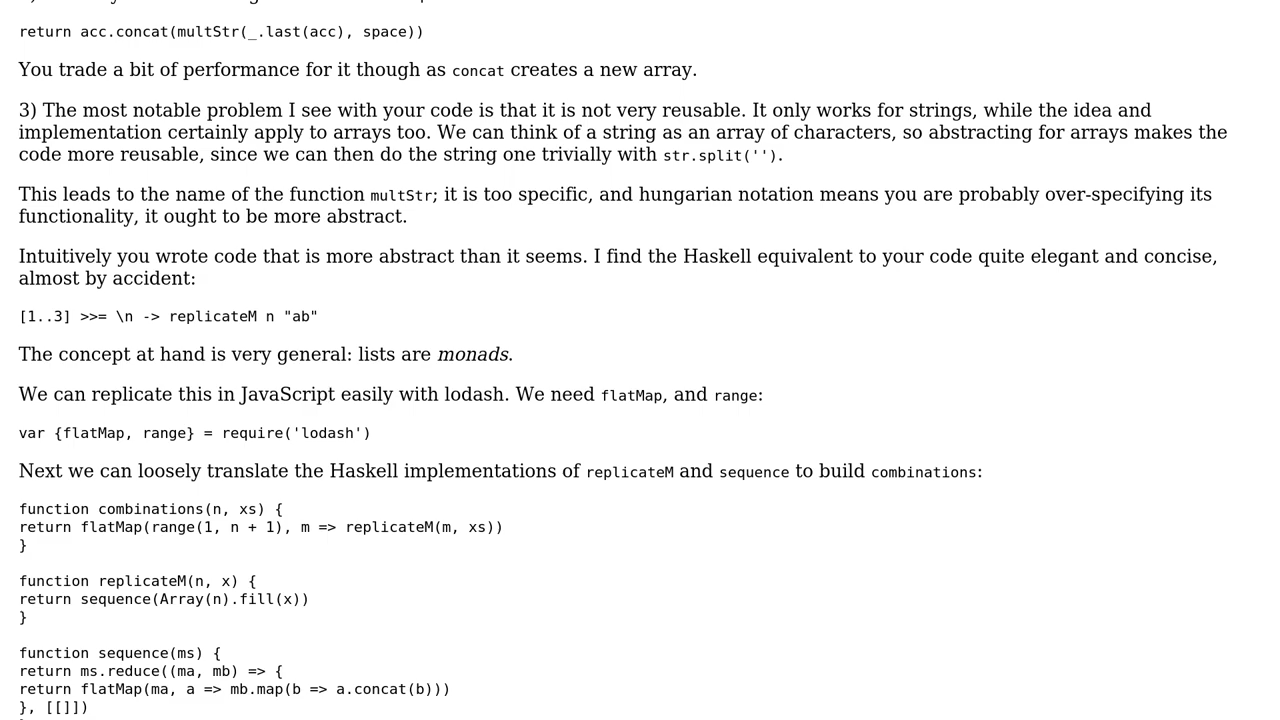 return acc.concat(multStr(_.last(acc), space))
You trade a bit of performance for it though as concat creates a new array.
3) The most notable problem I see with your code is that it is not very reusable. It only works for strings, while the idea and
implementation certainly apply to arrays too. We can think of a string as an array of characters, so abstracting for arrays makes the
code more reusable, since we can then do the string one trivially with str.split('').
This leads to the name of the function multStr; it is too specific, and hungarian notation means you are probably over-specifying its
functionality, it ought to be more abstract.
Intuitively you wrote code that is more abstract than it seems. I find the Haskell equivalent to your code quite elegant and concise,
almost by accident:
[1..3] >>= \n -> replicateM n "ab"
The concept at hand is very general: lists are monads.
We can replicate this in JavaScript easily with lodash. We need flatMap, and range:
var {flatMap, range} = require('lodash')
Next we can loosely translate the Haskell implementations of replicateM and sequence to build combinations:
function combinations(n, xs) {
return flatMap(range(1, n + 1), m => replicateM(m, xs))
}
function replicateM(n, x) {
return sequence(Array(n).fill(x))
}
function sequence(ms) {
return ms.reduce((ma, mb) => {
return flatMap(ma, a => mb.map(b => a.concat(b)))
}, [[]])